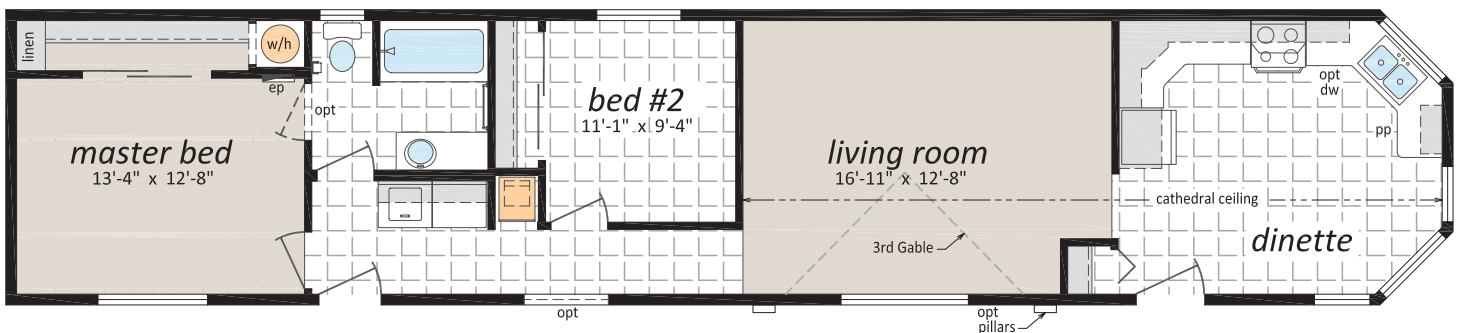 linen
w/h
ep
opt
master bed
13'-4" x 12'-8"
bed #2
11'-1" x 9'-4"
living room
16'-11" x 12'-8"
3rd Gable
cathedral ceiling
opt
dw
pp
dinette
opt
opt
pillars